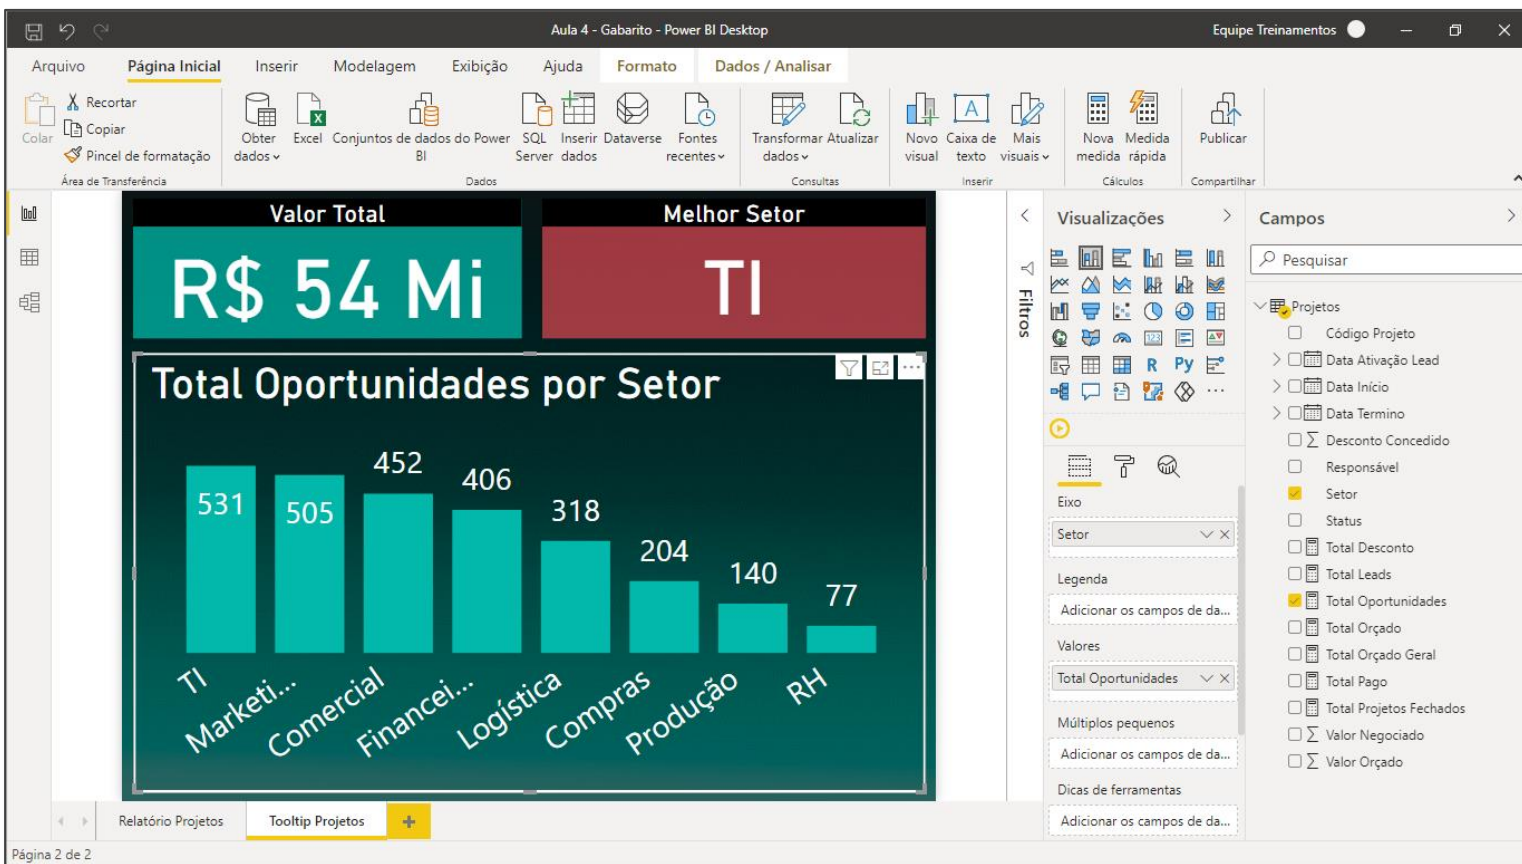 Aula 4 - Gabarito - Power BI Desktop
Equipe Treinamentos
Arquivo
Página Inicial
Inserir
Modelagem
Exibição
Ajuda
Formato
Dados / Analisar
Colar
Recortar
Copiar
Pincel de formatação
Área de Transferência
Obter dados
Excel
Conjuntos de dados do Power BI
SQL Server
Inserir dados
Dataverse
Fontes recentes
Dados
Transformar dados
Atualizar
Consultas
Novo visual
Caixa de texto
Mais visuais
Inserir
Nova medida
Medida rápida
Cálculos
Publicar
Compartilhar
Valor Total
R$ 54 Mi
Melhor Setor
TI
Total Oportunidades por Setor
531
505
452
406
318
204
140
77
TI
Marketi...
Comercial
Financei...
Logística
Compras
Produção
RH
Filtros
Visualizações
123
R
Py
Eixo
Setor
Legenda
Adicionar os campos de da...
Valores
Total Oportunidades
Múltiplos pequenos
Adicionar os campos de da...
Dicas de ferramentas
Adicionar os campos de da...
Campos
Pesquisar
Projetos
Código Projeto
Data Ativação Lead
Data Início
Data Termino
Desconto Concedido
Responsável
Setor
Status
Total Desconto
Total Leads
Total Oportunidades
Total Orçado
Total Orçado Geral
Total Pago
Total Projetos Fechados
Valor Negociado
Valor Orçado
Relatório Projetos
Tooltip Projetos
Página 2 de 2